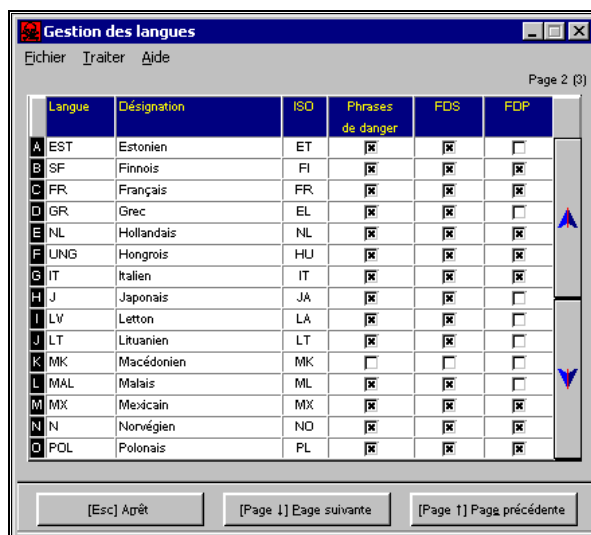 Gestion des langues
Fichier Traiter Aide
Page 2 (3)
Langue Désignation ISO Phrases de danger FDS FDP
A EST Estonien ET
B SF Finnois FI
C FR Français FR
D GR Grec EL
E NL Hollandais NL
F UNG Hongrois HU
G IT Italien IT
H J Japonais JA
I LV Letton LA
J LT Lituanien LT
K MK Macédonien MK
L MAL Malais ML
M MX Mexicain MX
N N Norvégien NO
O POL Polonais PL
[Esc] Arrêt [Page ↓] Page suivante [Page ↑] Page précédente